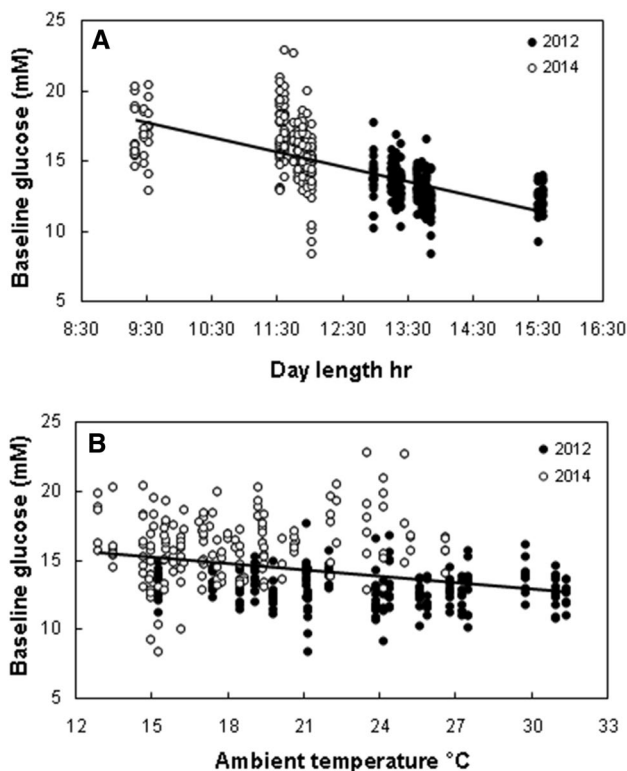 A
2012
2014
Baseline glucose (mM)
25
20
15
10
5
8:30 9:30 10:30 11:30 12:30 13:30 14:30 15:30 16:30
Day length hr
B
2012
2014
Baseline glucose (mM)
25
20
15
10
5
12 15 18 21 24 27 30 33
Ambient temperature °C